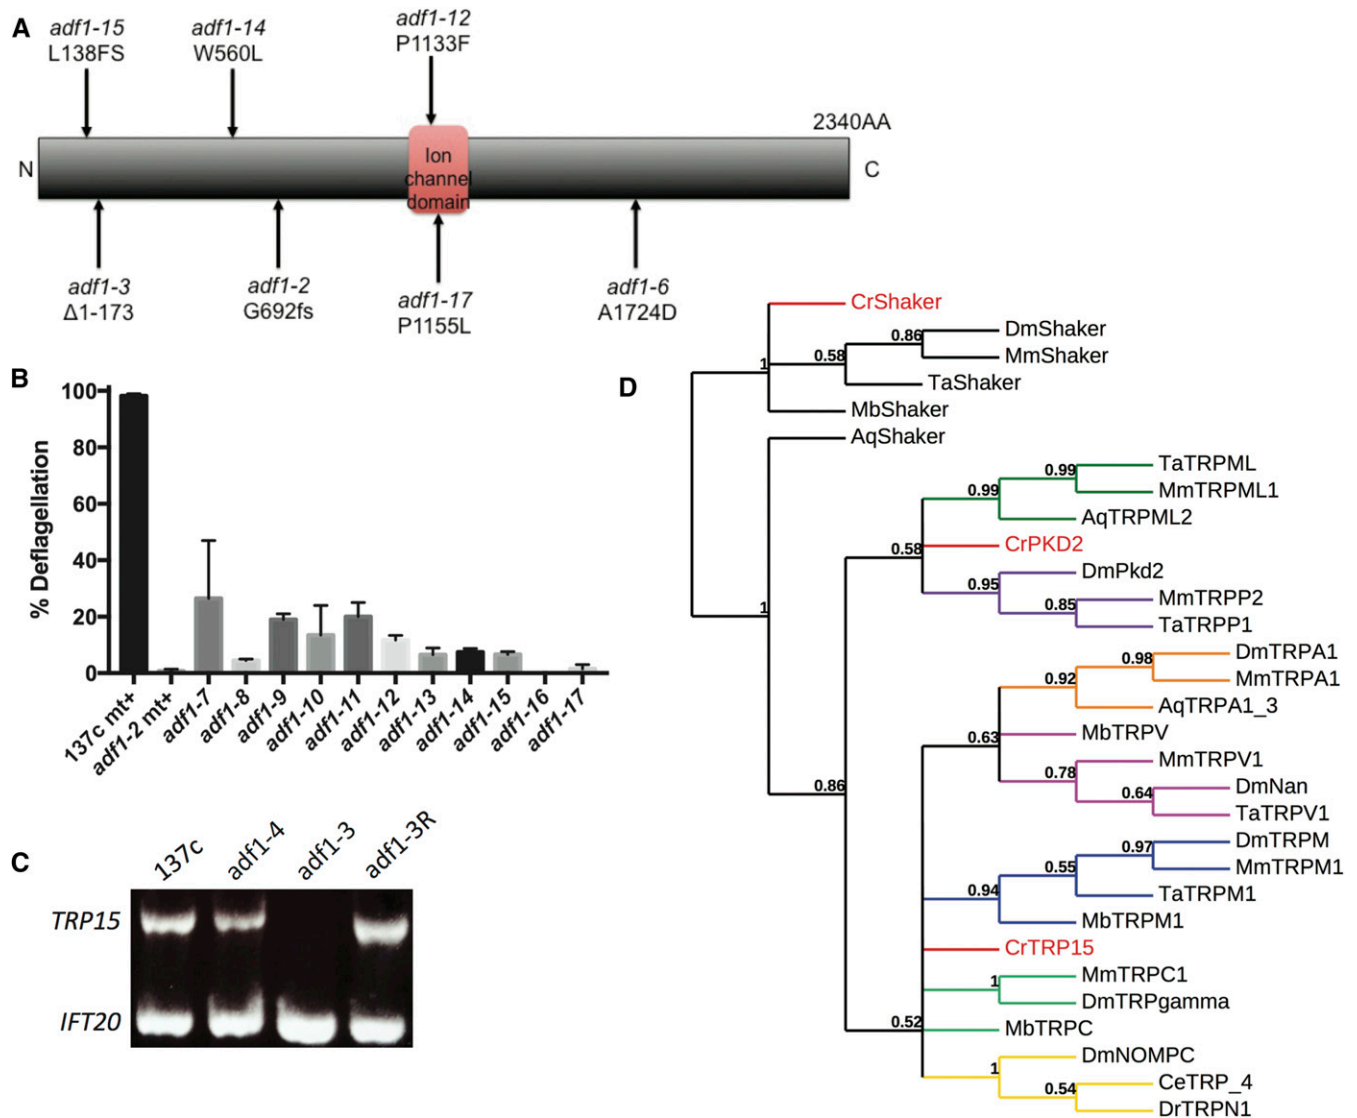 A
adf1-15
L138FS
adf1-14
W560L
adf1-12
P1133F
2340AA
N
Ion
channel
domain
C
adf1-3
Δ1-173
adf1-2
G692fs
adf1-17
P1155L
adf1-6
A1724D
B
% Deflagellation
100
80
60
40
20
0
137c mt+
adf1-2 mt+
adf1-7
adf1-8
adf1-9
adf1-10
adf1-11
adf1-12
adf1-13
adf1-14
adf1-15
adf1-16
adf1-17
C
137c
adf1-4
adf1-3
adf1-3R
TRP15
IFT20
D
CrShaker
DmShaker
0.86
MmShaker
0.58
1
TaShaker
MbShaker
AqShaker
TaTRPML
0.99
MmTRPML1
0.99
AqTRPML2
CrPKD2
0.58
DmPkd2
0.95
MmTRPP2
0.85
TaTRPP1
1
DmTRPA1
0.98
MmTRPA1
0.92
AqTRPA1_3
MbTRPV
0.63
MmTRPV1
0.78
DmNan
0.64
TaTRPV1
0.86
DmTRPM
0.97
MmTRPM1
0.55
TaTRPM1
0.94
MbTRPM1
CrTRP15
MmTRPC1
1
DmTRPgamma
MbTRPC
0.52
DmNOMPC
1
CeTRP_4
0.54
DrTRPN1